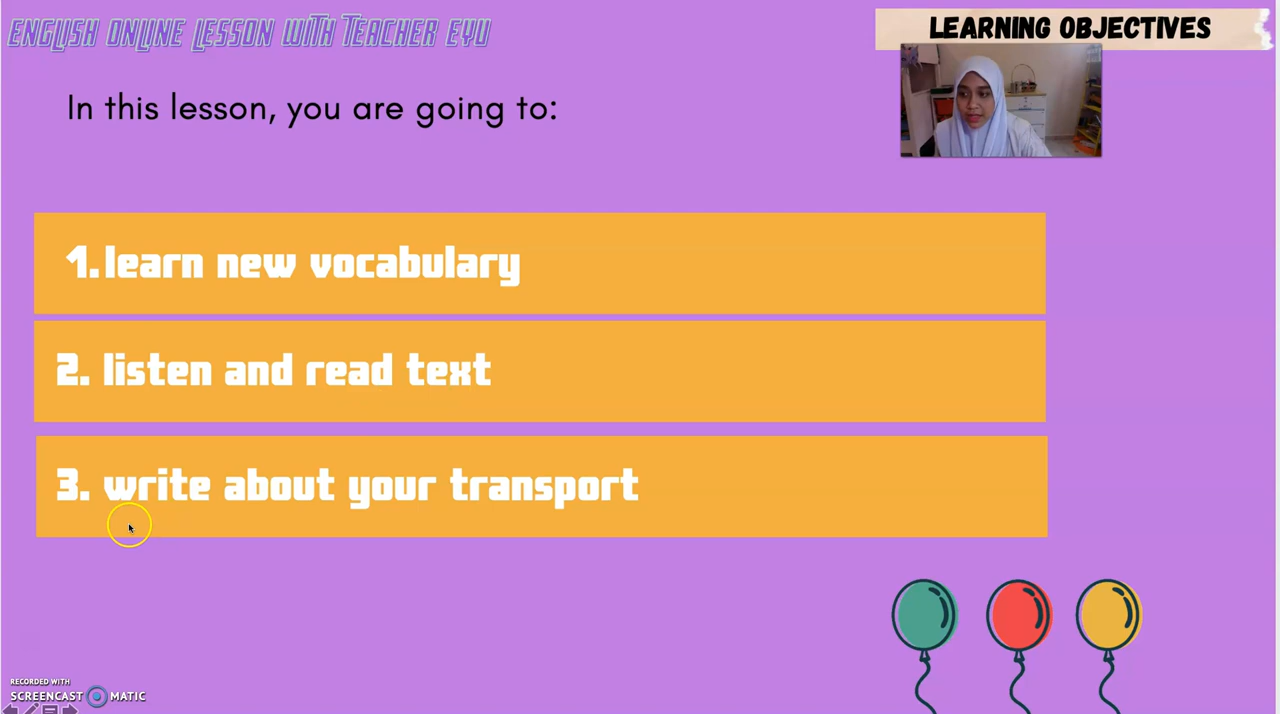 ENGLISH ONLINE LESSON WITH TEACHER EYU
LEARNING OBJECTIVES
In this lesson, you are going to:
1. learn new vocabulary
2. listen and read text
3. write about your transport
RECORDED WITH
SCREENCAST MATIC